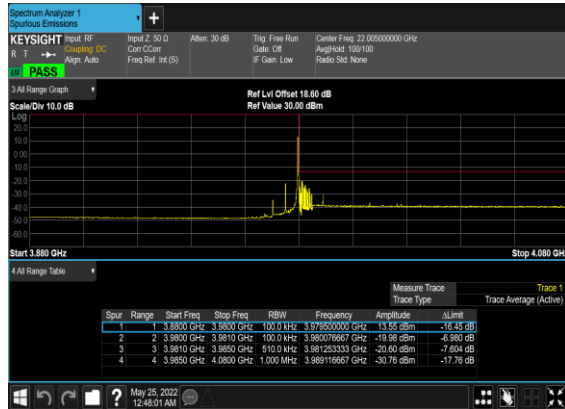 Spectrum Analyzer 1
Spurious Emissions
KEYSIGHT Input: RF Input Z: 50 Ω Atten: 30 dB Trig: Free Run Center Freq: 22.005000000 GHz
R T Coupling: DC Corr CCorr Gate: Off Avg|Hold: 100/100
Align: Auto Freq Ref: Int (S) IF Gain: Low Radio Std: None
PASS
3 All Range Graph
Ref Lvl Offset 18.60 dB
Scale/Div 10.0 dB Ref Value 30.00 dBm
Log
20.0
10.0
0.00
-10.0
-20.0
-30.0
-40.0
-50.0
-60.0
Start 3.880 GHz Stop 4.080 GHz
4 All Range Table
Measure Trace Trace 1
Trace Type Trace Average (Active)
Spur Range Start Freq Stop Freq RBW Frequency Amplitude ΔLimit
1 1 3.8800 GHz 3.9800 GHz 100.0 kHz 3.979500000 GHz 13.55 dBm -16.45 dB
2 2 3.9800 GHz 3.9810 GHz 100.0 kHz 3.980076667 GHz -19.98 dBm -6.980 dB
3 3 3.9810 GHz 3.9850 GHz 510.0 kHz 3.981253333 GHz -20.60 dBm -7.604 dB
4 4 3.9850 GHz 4.0800 GHz 1.000 MHz 3.989116667 GHz -30.76 dBm -17.76 dB
May 25, 2022
12:48:01 AM